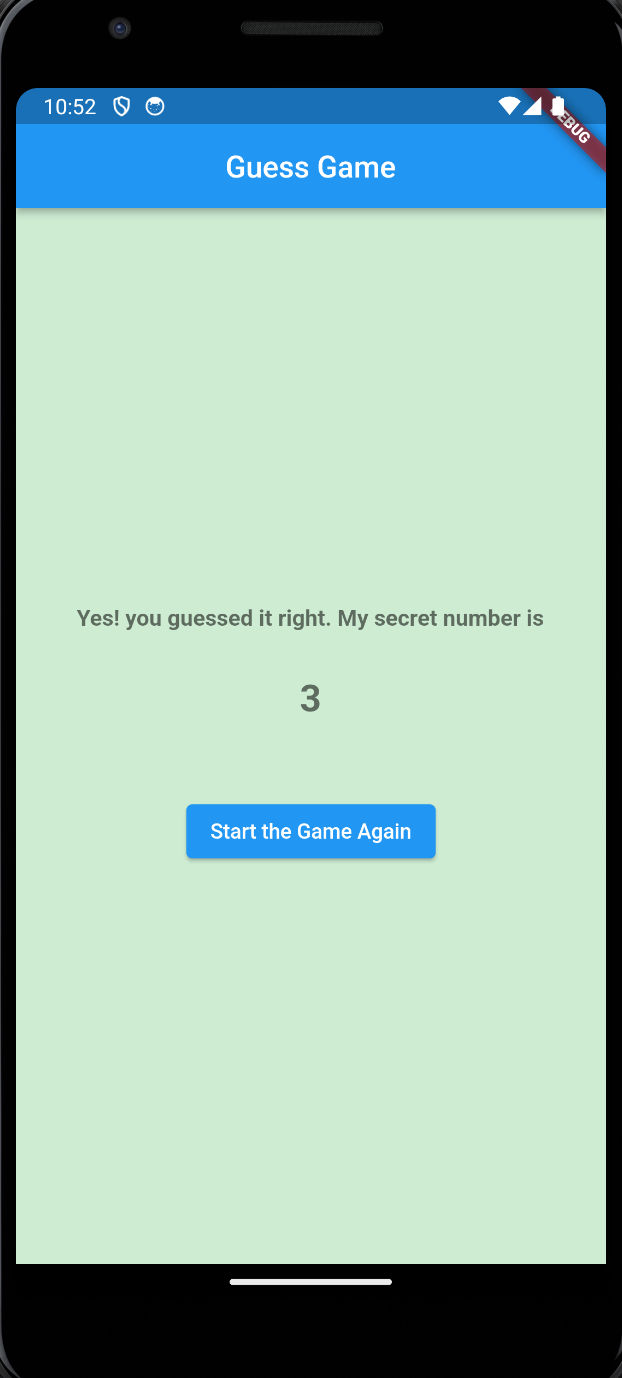 10:52
DEBUG
Guess Game
Yes! you guessed it right. My secret number is
3
Start the Game Again